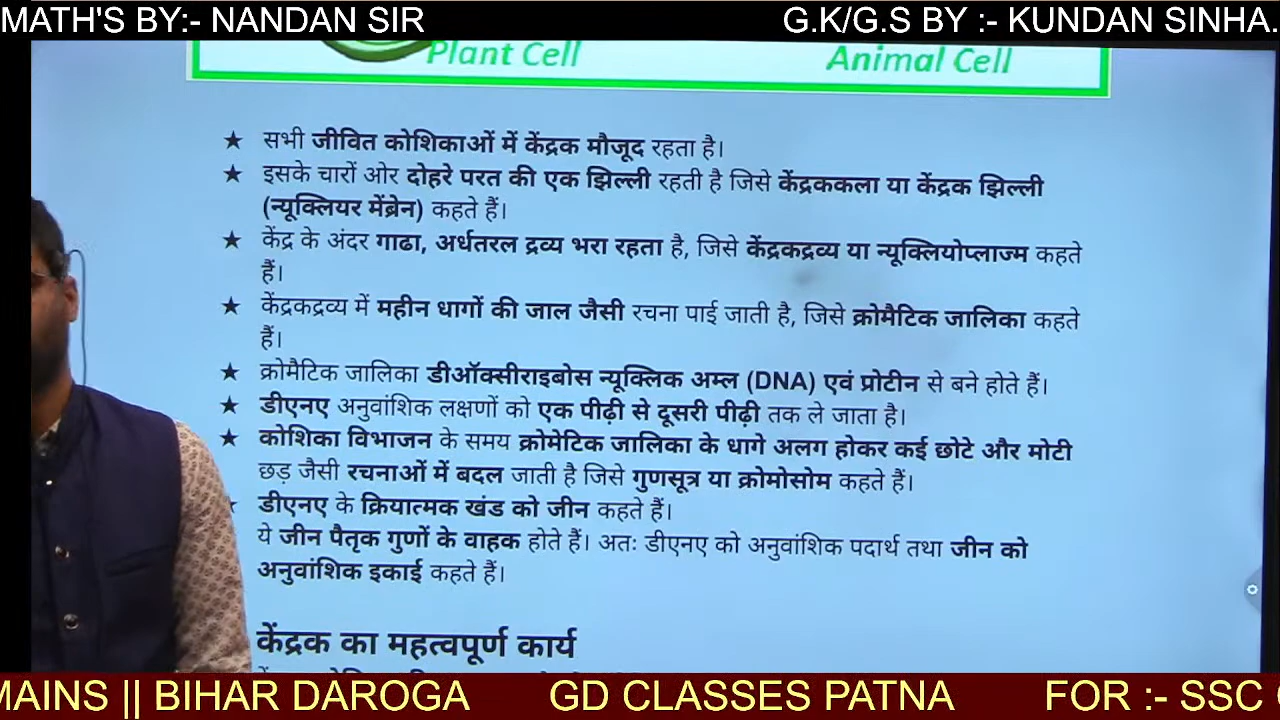 MATH'S BY:- NANDAN SIR
G.K/G.S BY :- KUNDAN SINHA.
Plant Cell
Animal Cell
★ सभी जीवित कोशिकाओं में केंद्रक मौजूद रहता है।
★ इसके चारों ओर दोहरे परत की एक झिल्ली रहती है जिसे केंद्रककला या केंद्रक झिल्ली
(न्यूक्लियर मेंब्रेन) कहते हैं।
★ केंद्र के अंदर गाढा, अर्धतरल द्रव्य भरा रहता है, जिसे केंद्रकद्रव्य या न्यूक्लियोप्लाज्म कहते
हैं।
★ केंद्रकद्रव्य में महीन धागों की जाल जैसी रचना पाई जाती है, जिसे क्रोमैटिक जालिका कहते
हैं।
★ क्रोमैटिक जालिका डीऑक्सीराइबोस न्यूक्लिक अम्ल (DNA) एवं प्रोटीन से बने होते हैं।
★ डीएनए अनुवांशिक लक्षणों को एक पीढ़ी से दूसरी पीढ़ी तक ले जाता है।
★ कोशिका विभाजन के समय क्रोमेटिक जालिका के धागे अलग होकर कई छोटे और मोटी
छड़ जैसी रचनाओं में बदल जाती है जिसे गुणसूत्र या क्रोमोसोम कहते हैं।
डीएनए के क्रियात्मक खंड को जीन कहते हैं।
ये जीन पैतृक गुणों के वाहक होते हैं। अतः डीएनए को अनुवांशिक पदार्थ तथा जीन को
अनुवांशिक इकाई कहते हैं।
केंद्रक का महत्वपूर्ण कार्य
MAINS || BIHAR DAROGA GD CLASSES PATNA FOR :- SSC